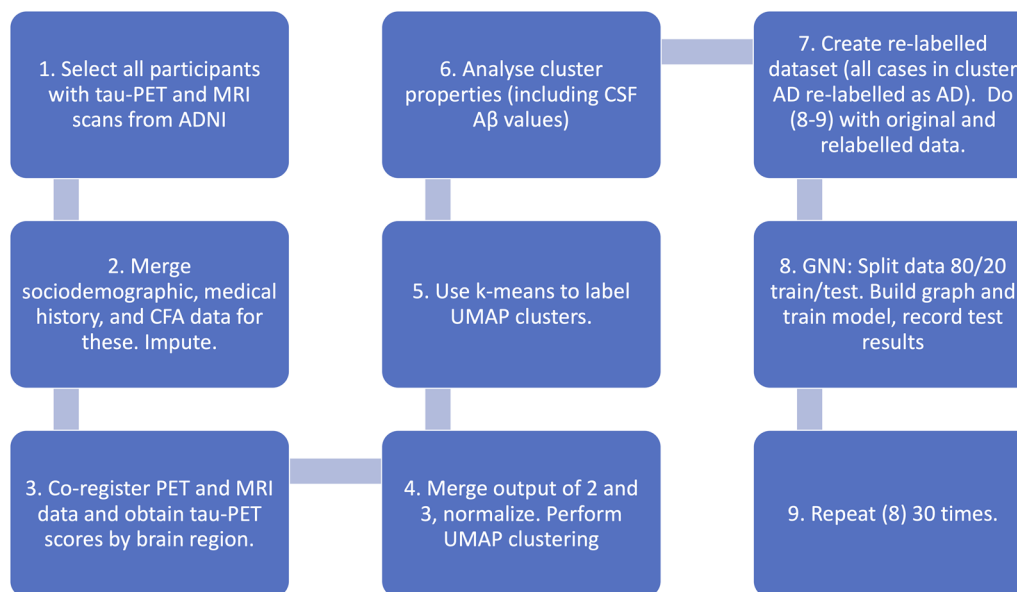 1. Select all participants
with tau-PET and MRI
scans from ADNI
2. Merge
sociodemographic, medical
history, and CFA data for
these. Impute.
3. Co-register PET and MRI
data and obtain tau-PET
scores by brain region.
4. Merge output of 2 and
3, normalize. Perform
UMAP clustering
5. Use k-means to label
UMAP clusters.
6. Analyse cluster
properties (including CSF
Aβ values)
7. Create re-labelled
dataset (all cases in cluster
AD re-labelled as AD).  Do
(8-9) with original and
relabelled data.
8. GNN: Split data 80/20
train/test. Build graph and
train model, record test
results
9. Repeat (8) 30 times.